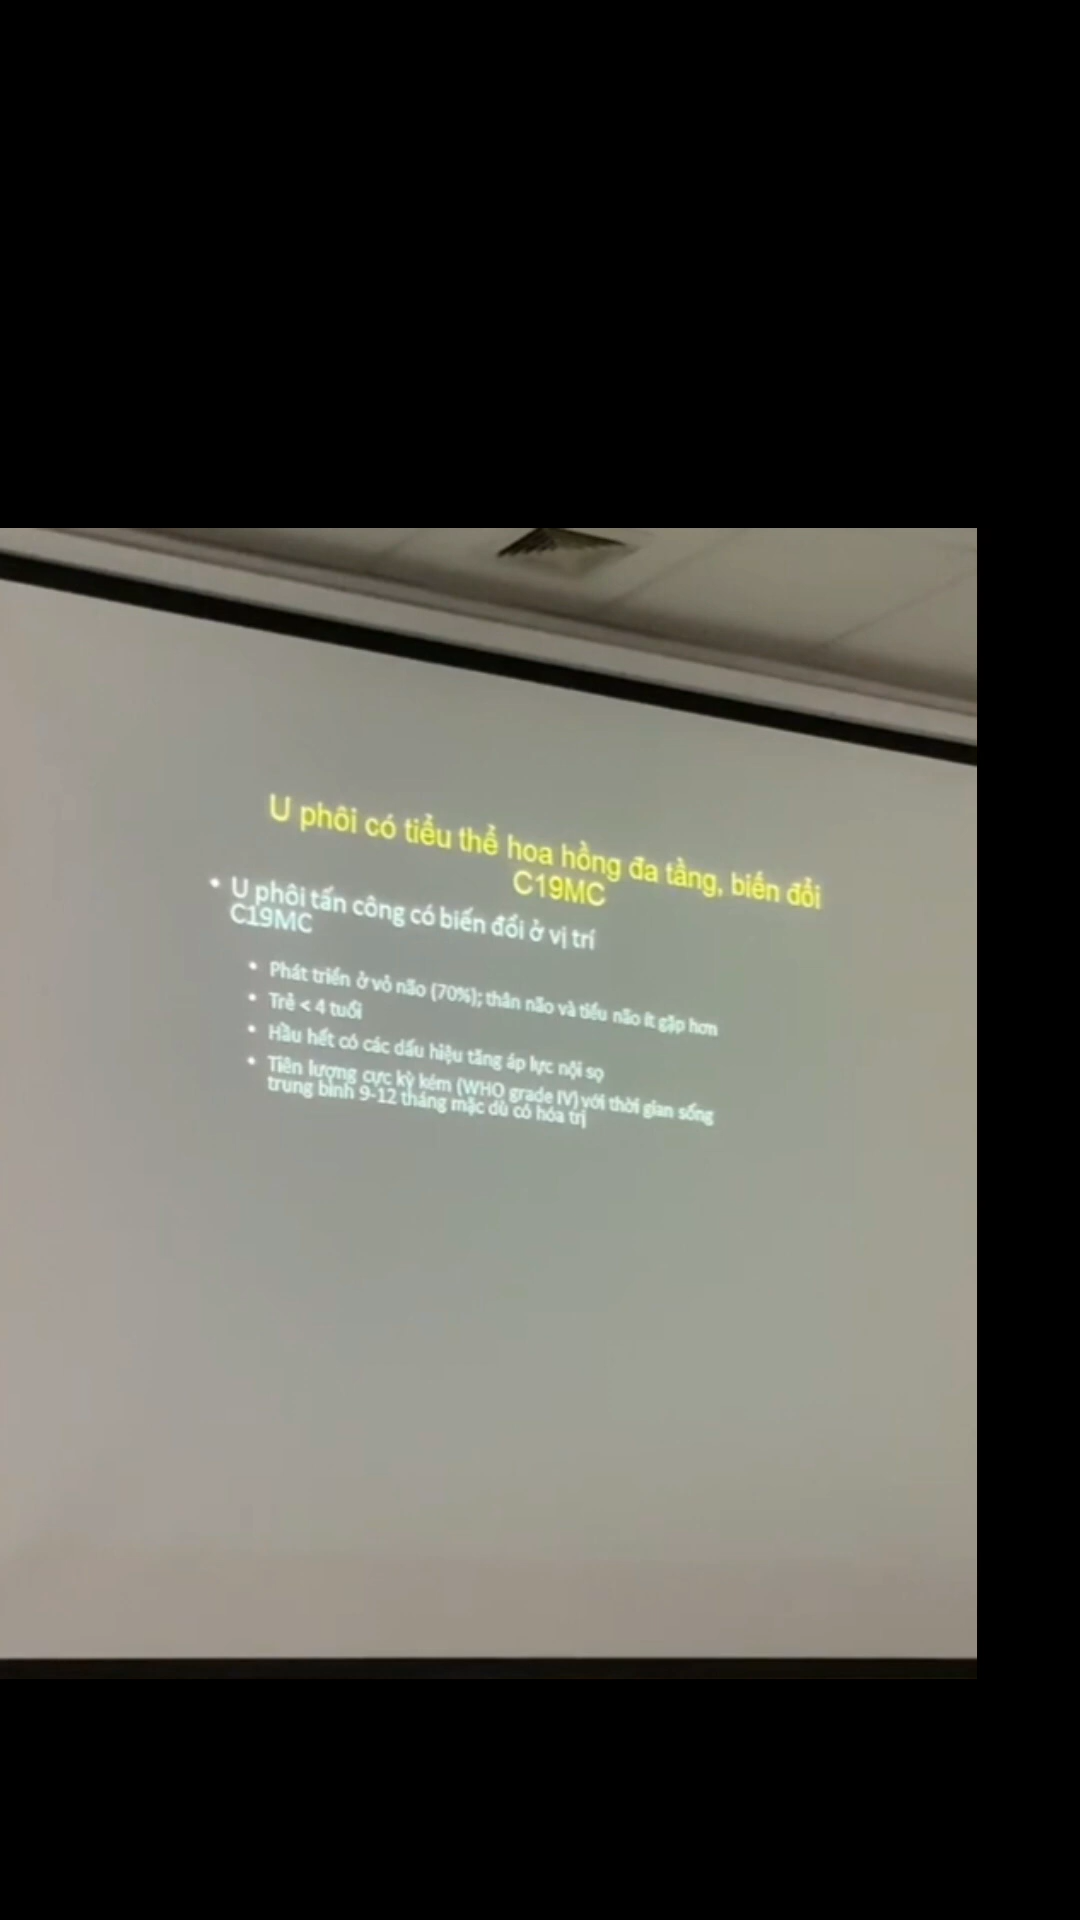 U phôi có tiểu thể hoa hồng đa tầng, biến đổi
C19MC
• U phôi tấn công có biến đổi ở vị trí
C19MC
• Phát triển ở vỏ não (70%); thân não và tiểu não ít gặp hơn
• Trẻ < 4 tuổi
• Hầu hết có các dấu hiệu tăng áp lực nội sọ
• Tiên lượng cực kỳ kém (WHO grade IV) với thời gian sống
trung bình 9-12 tháng mặc dù có hóa trị